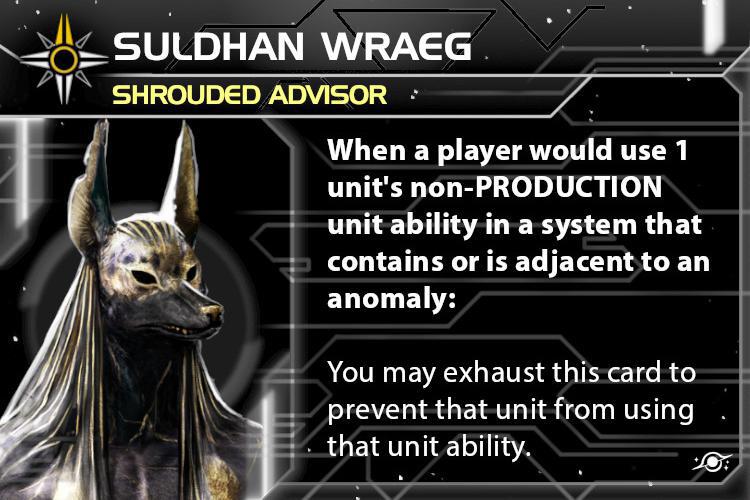 SULDHAN WRAEG
SHROUDED ADVISOR
When a player would use 1
unit's non-PRODUCTION
unit ability in a system that
contains or is adjacent to an
anomaly:
You may exhaust this card to
prevent that unit from using
that unit ability.